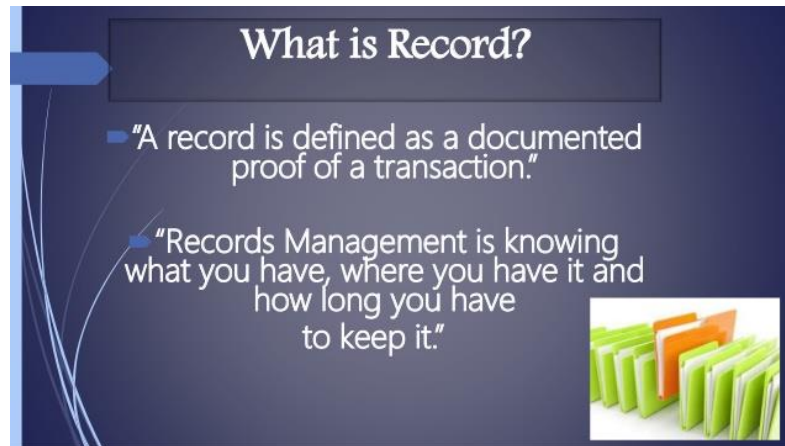 What is Record?
"A record is defined as a documented
proof of a transaction."
"Records Management is knowing
what you have, where you have it and
how long you have
to keep it."